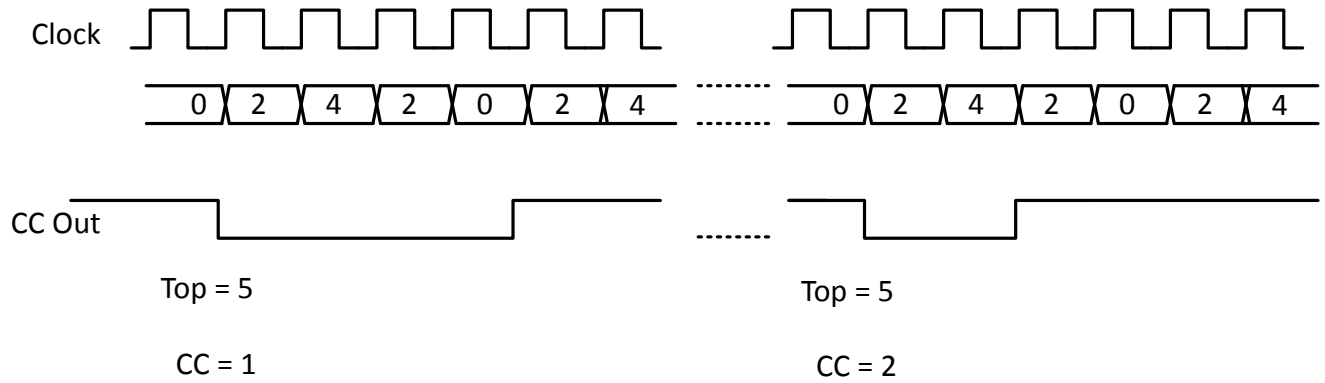 Clock
0 2 4 2 0 2 4 0 2 4 2 0 2 4
CC Out
Top = 5 Top = 5
CC = 1 CC = 2